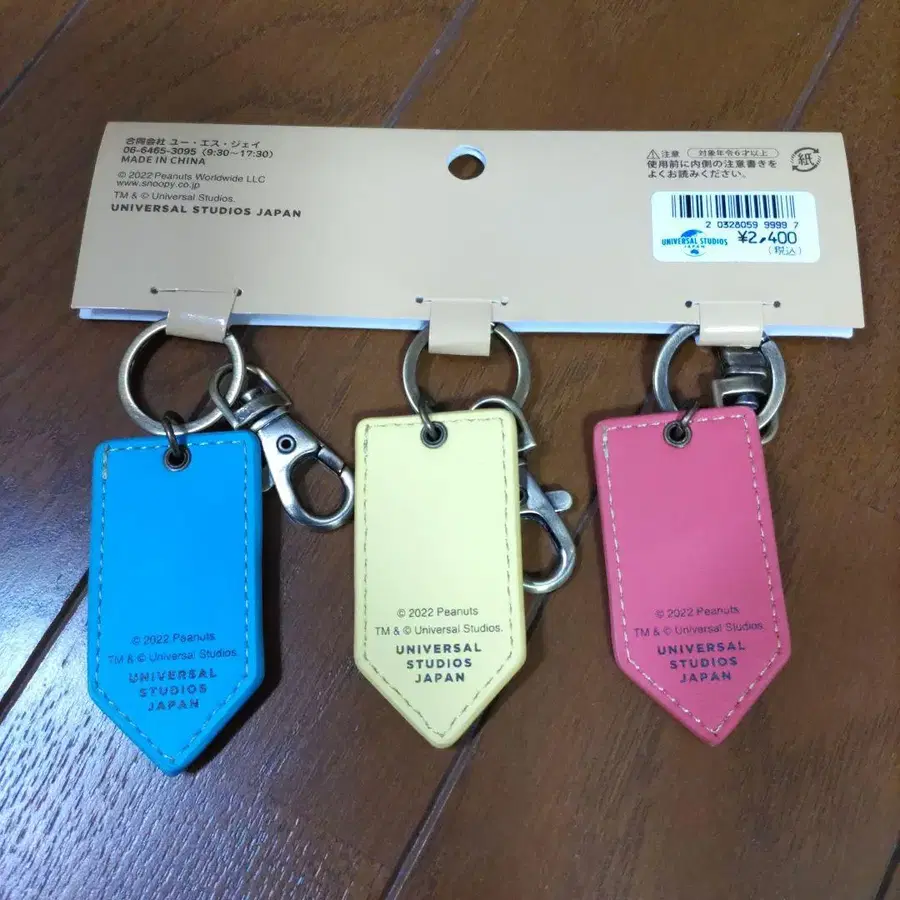 合同会社 ユー・エス・ジェイ
06-6465-3095 (9:30〜17:30)
MADE IN CHINA
© 2022 Peanuts Worldwide LLC
www.snoopy.co.jp
TM & © Universal Studios.
UNIVERSAL STUDIOS JAPAN
⚠注意 対象年令6才以上
使用前に内側の注意書きを
よくお読みください。
紙
2 0328059 9999 7
UNIVERSAL STUDIOS
JAPAN
¥2,400
(税込)
© 2022 Peanuts
TM & © Universal Studios.
UNIVERSAL
STUDIOS
JAPAN
© 2022 Peanuts
TM & © Universal Studios.
UNIVERSAL
STUDIOS
JAPAN
© 2022 Peanuts
TM & © Universal Studios.
UNIVERSAL
STUDIOS
JAPAN